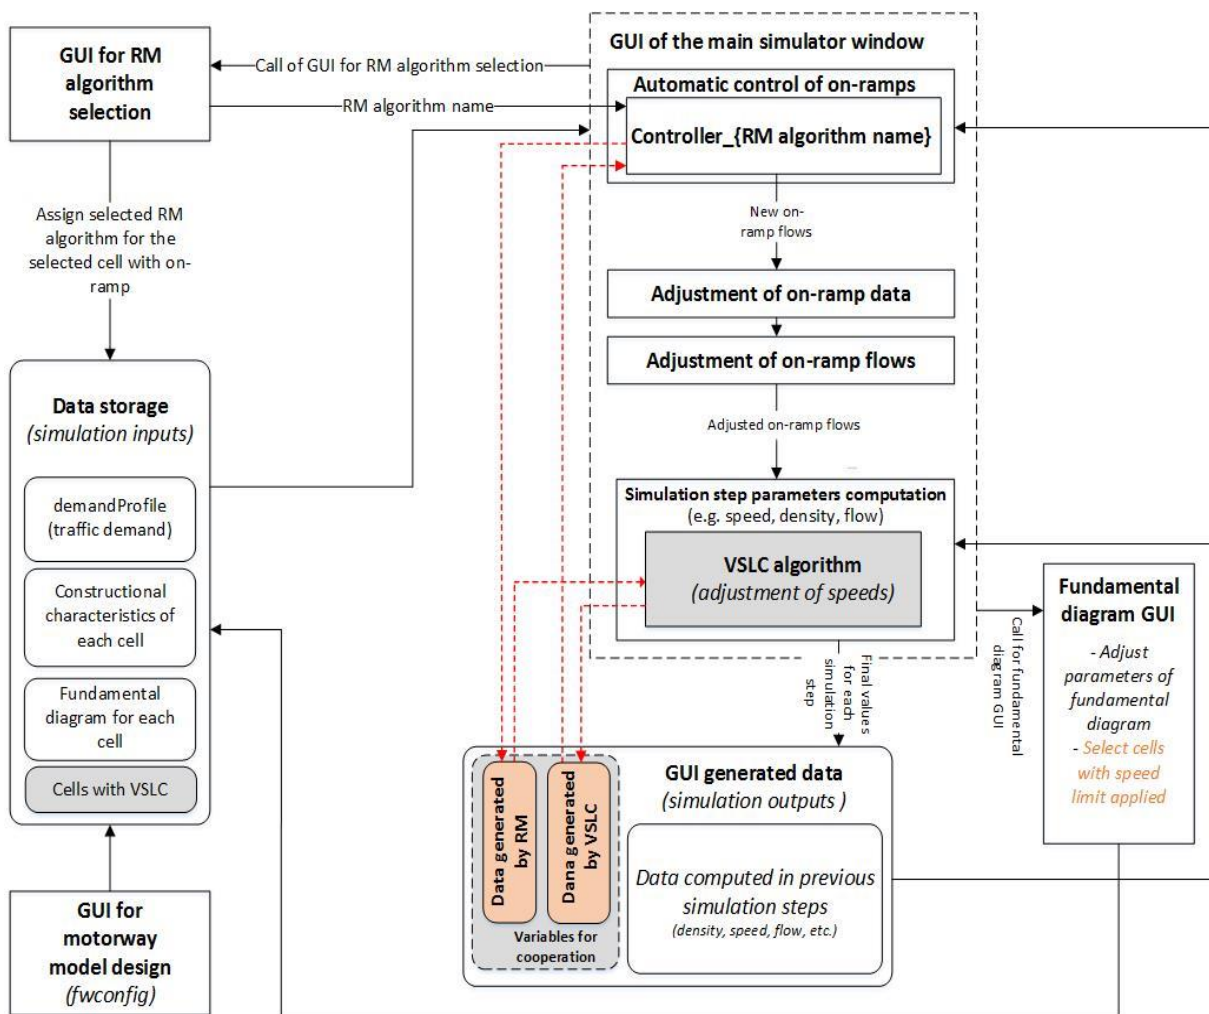 GUI for RM
algorithm
selection
Call of GUI for RM algorithm selection
RM algorithm name
Assign selected RM
algorithm for the
selected cell with on-
ramp
Data storage
(simulation inputs)
demandProfile
(traffic demand)
Constructional
characteristics of
each cell
Fundamental
diagram for each
cell
Cells with VSLC
GUI for
motorway
model design
(fwconfig)
GUI of the main simulator window
Automatic control of on-ramps
Controller_{RM algorithm name}
New on-
ramp flows
Adjustment of on-ramp data
Adjustment of on-ramp flows
Adjusted on-ramp flows
Simulation step parameters computation
(e.g. speed, density, flow)
VSLC algorithm
(adjustment of speeds)
Final values
for each
simulation
step
Call for fundamental
diagram GUI
Fundamental
diagram GUI
- Adjust
parameters of
fundamental
diagram
- Select cells
with speed
limit applied
GUI generated data
(simulation outputs )
Data generated
by RM
Dana generated
by VSLC
Variables for
cooperation
Data computed in previous
simulation steps
(density, speed, flow, etc.)